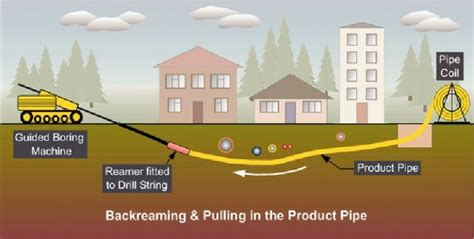 Pipe
Coil
Guided Boring
Machine
Reamer fitted
to Drill String
Product Pipe
Backreaming & Pulling in the Product Pipe